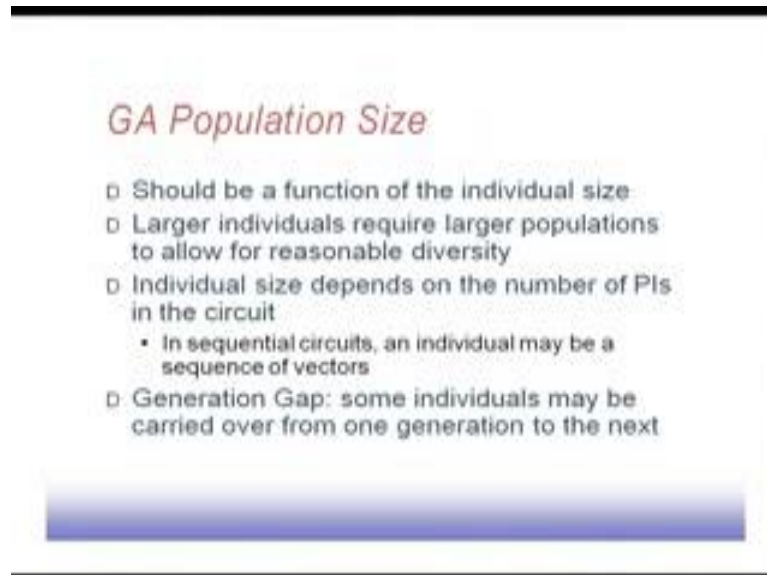 GA Population Size
Should be a function of the individual size
Larger individuals require larger populations
to allow for reasonable diversity
Individual size depends on the number of PIs
in the circuit
• In sequential circuits, an individual may be a
sequence of vectors
Generation Gap: some individuals may be
carried over from one generation to the next